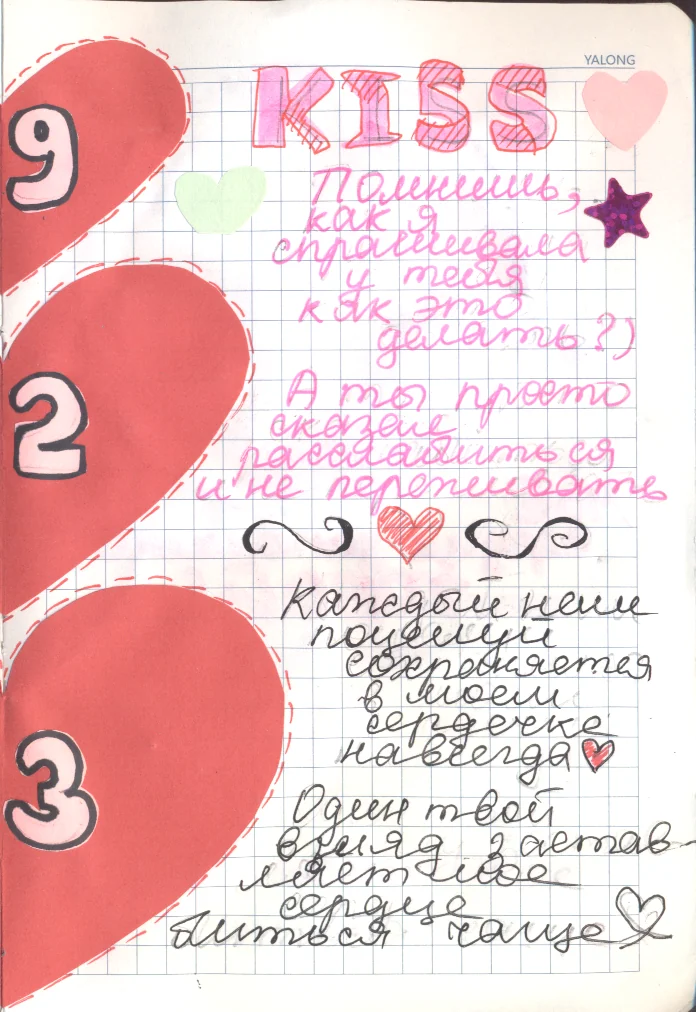 YALONG
KISS
9
Помнишь,
как я
спрашивала
у тебя
как это
делать?)
2
А ты просто
сказал
расслабиться
и не переживать
Каждый наш
поцелуй
сохраняется
в моем
сердечке
навсегда
3
Один твой
взгляд застав-
ляет мое
сердце
биться чаще